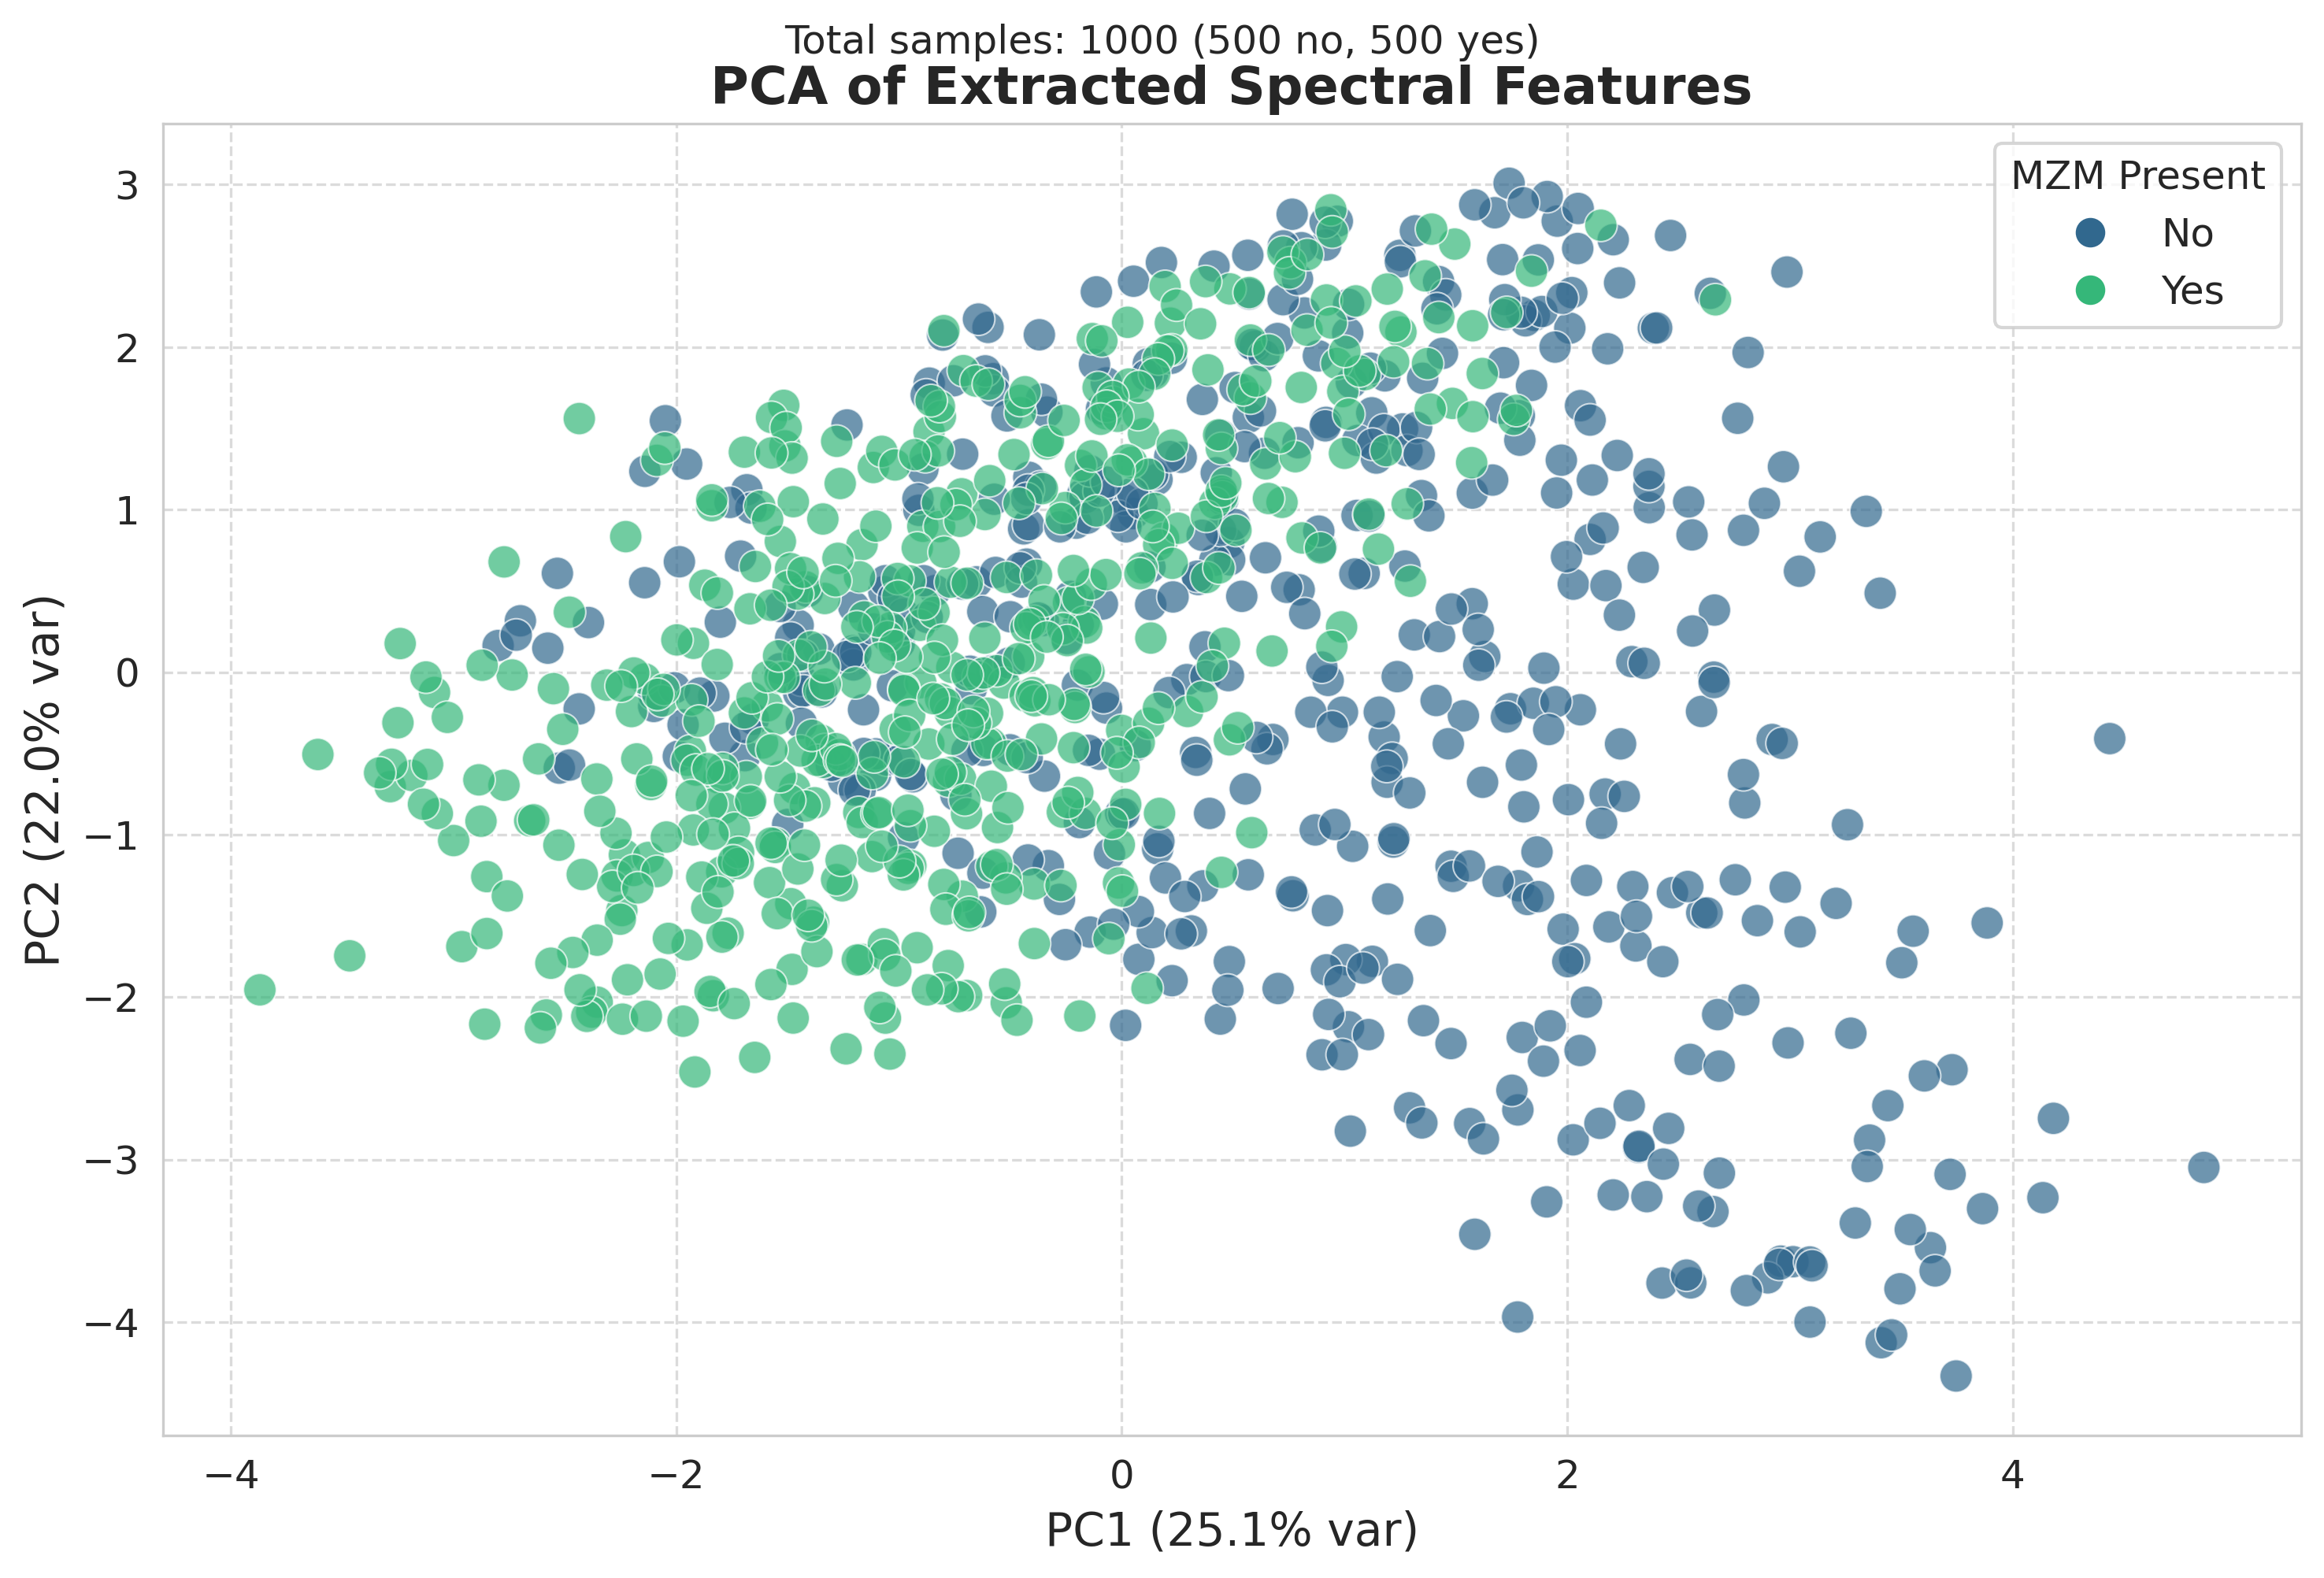 Total samples: 1000 (500 no, 500 yes)
PCA of Extracted Spectral Features
MZM Present
No
Yes
3
2
1
0
−1
−2
−3
−4
PC2 (22.0% var)
−4
−2
0
2
4
PC1 (25.1% var)